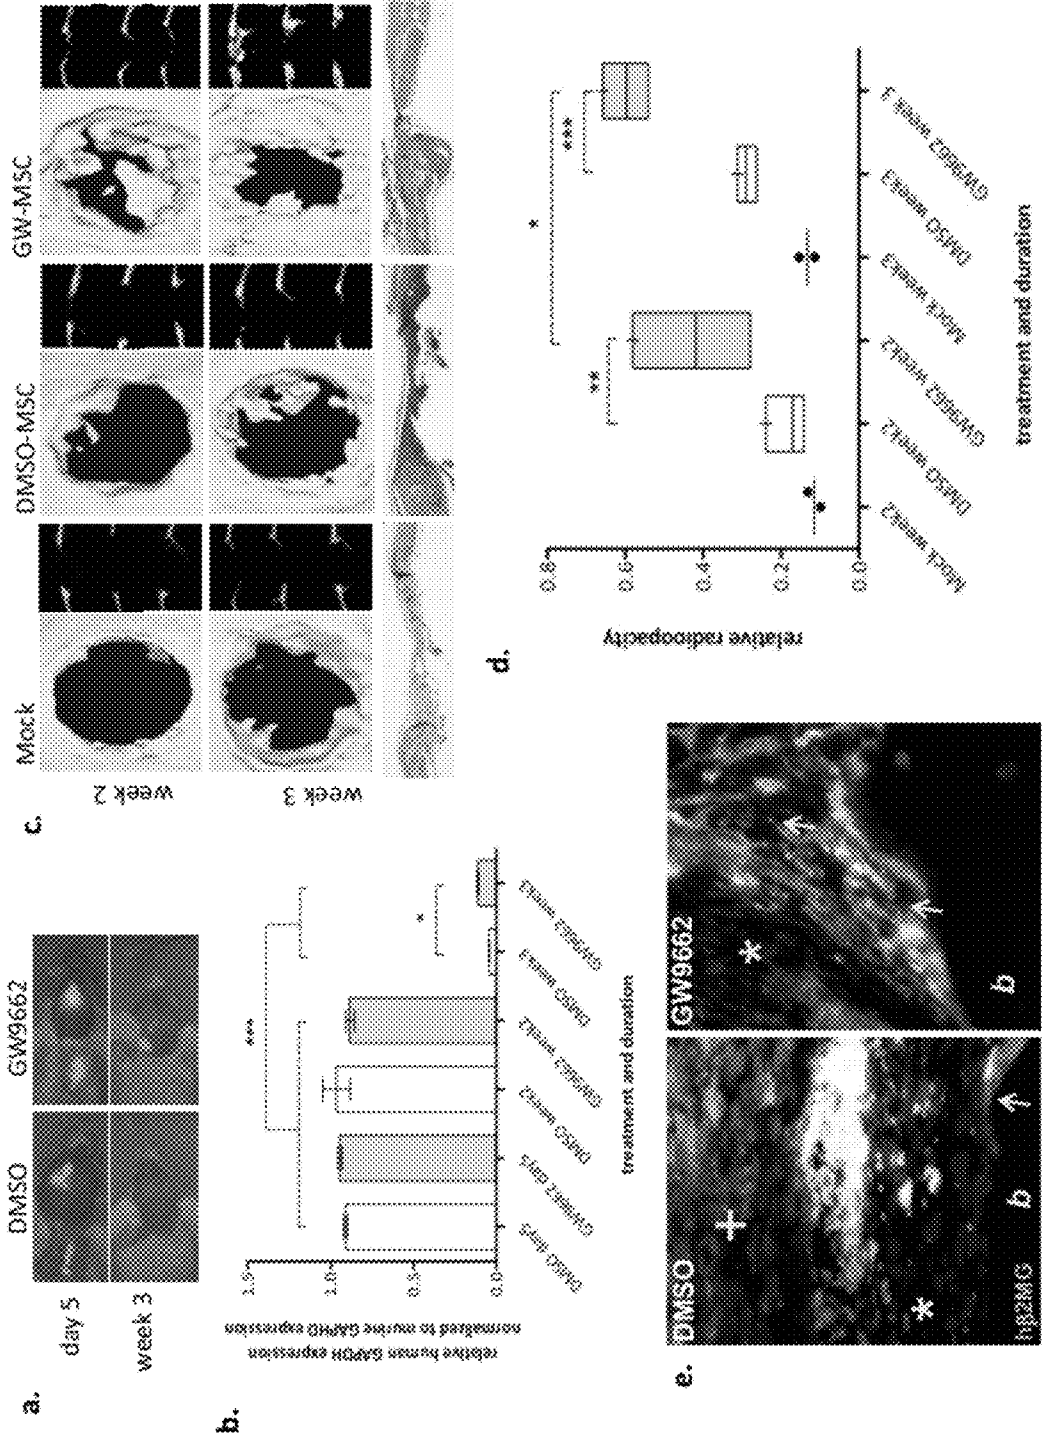 a.
DMSO
GW9662
day 5
week 3
b.
relative human GAPDH expression
normalized to murine GAPHD expression
1.5
1.0
0.5
0.0
***
*
DMSO day5
GW9662 day5
DMSO week2
GW9662 week2
DMSO week3
GW9662 week3
treatment and duration
c.
Mock
DMSO-MSC
GW-MSC
week 2
week 3
d.
relative radioopacity
0.8
0.6
0.4
0.2
0.0
**
*
***
Mock week2
DMSO week2
GW9662 week2
Mock week3
DMSO week3
GW9662 week3
treatment and duration
e.
DMSO
GW9662
+
*
*
hβ2MG
b
b